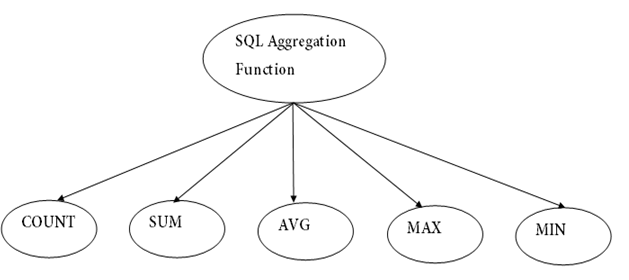 SQL Aggregation
Function
COUNT
SUM
AVG
MAX
MIN